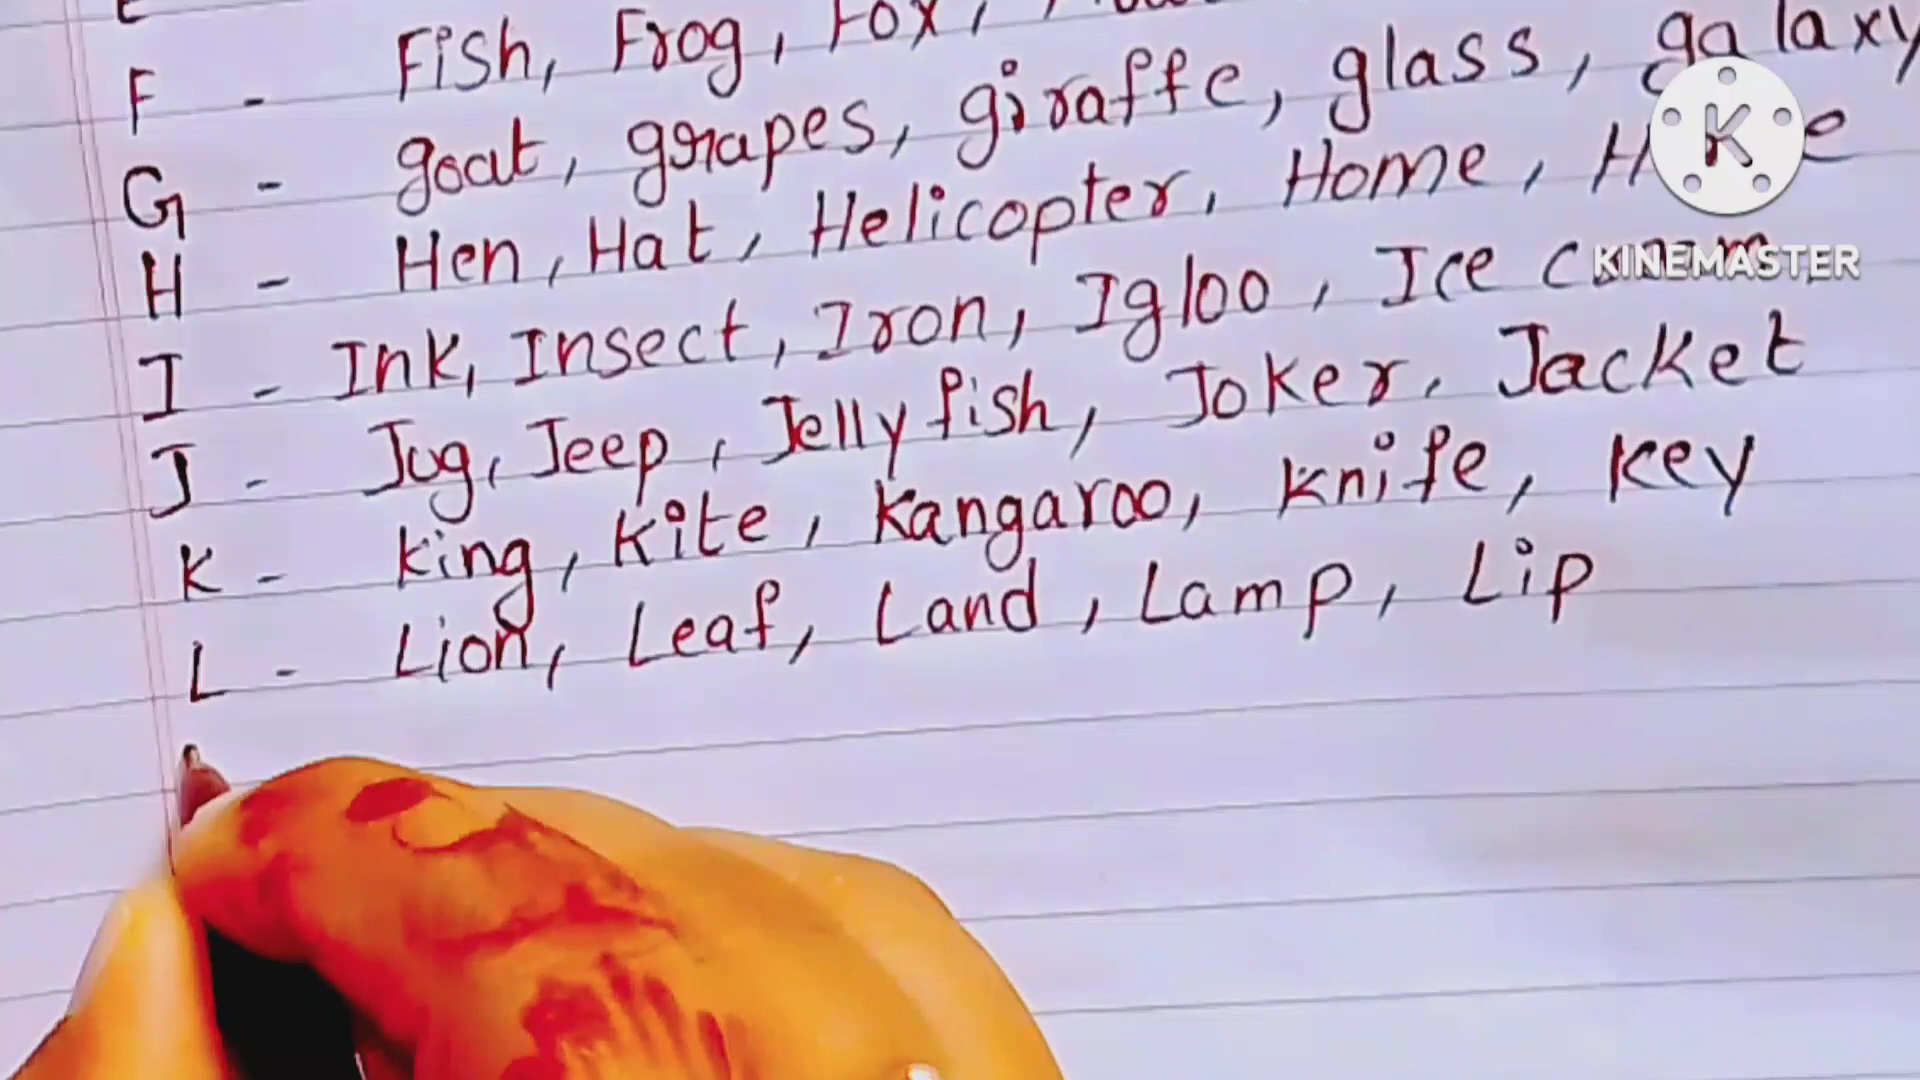 F - Fish, Frog, Fox,
G - goat, grapes, giraffe, glass, galaxy
H - Hen, Hat, Helicopter, Home,
I - Ink, Insect, Iron, Igloo, Ice
J - Jug, Jeep, Jelly fish, Joker, Jacket
K - King, Kite, Kangaroo, Knife, Key
L - Lion, Leaf, Land, Lamp, Lip
K
KINEMASTER